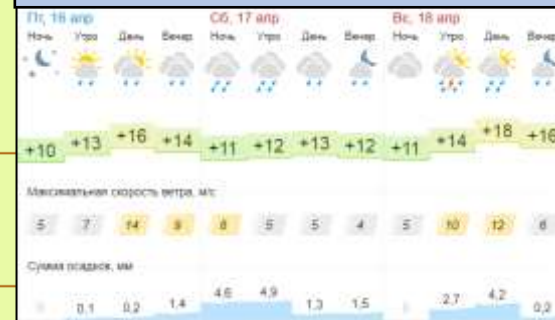 Пт, 16 апр Сб, 17 апр Вс, 18 апр
Ночь Утро День Вечер Ночь Утро День Вечер Ночь Утро День Вечер
+10 +13 +16 +14 +11 +12 +13 +12 +11 +14 +18 +16
Максимальная скорость ветра, м/с
5 7 14 9 8 5 5 4 5 10 12 6
Сумма осадков, мм
0,1 0,2 1,4 4,6 4,9 1,3 1,5 2,7 4,2 0,2